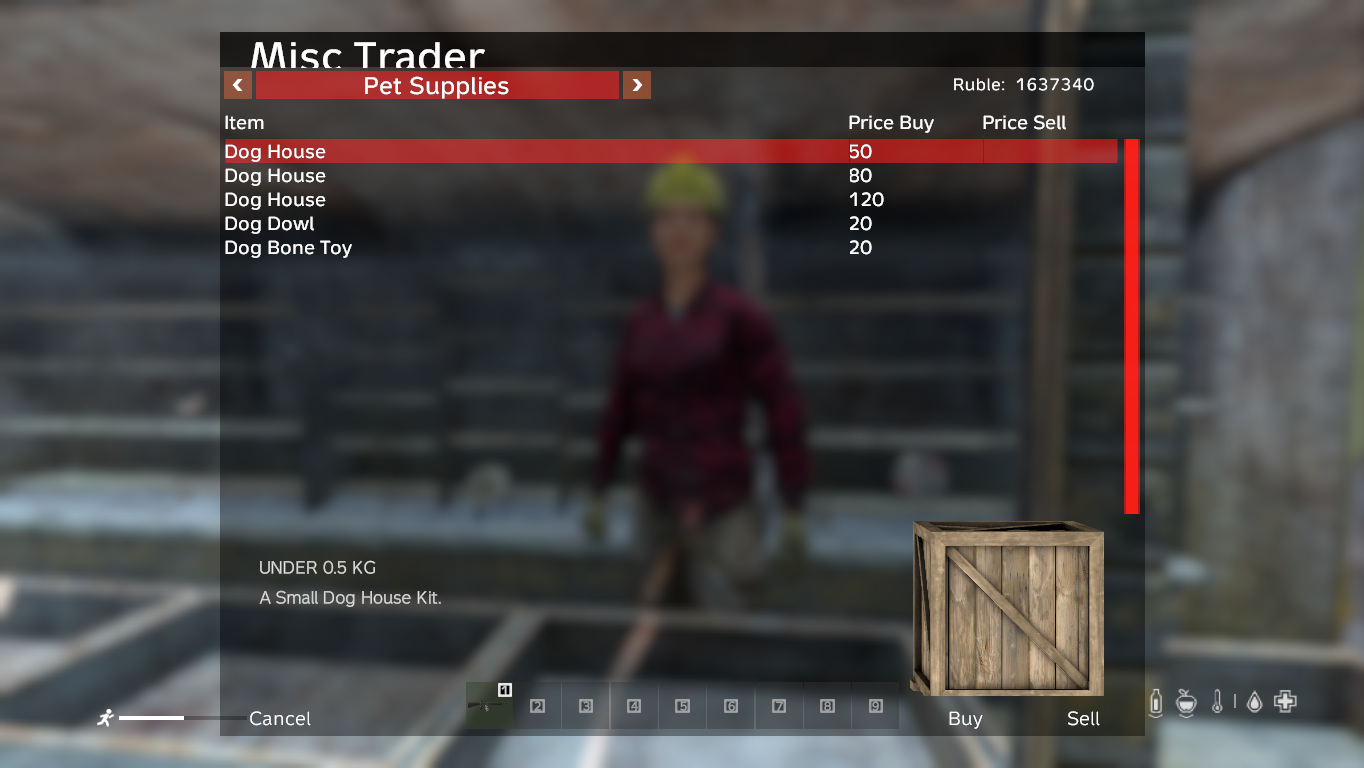 Misc Trader
‹ Pet Supplies ›
Ruble: 1637340
Item Price Buy Price Sell
Dog House 50
Dog House 80
Dog House 120
Dog Dowl 20
Dog Bone Toy 20
UNDER 0.5 KG
A Small Dog House Kit.
1 2 3 4 5 6 7 8 9
Cancel Buy Sell